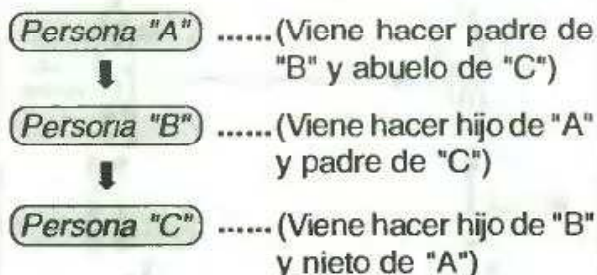 Persona "A" ......(Viene hacer padre de
"B" y abuelo de "C")
Persona "B" ......(Viene hacer hijo de "A"
y padre de "C")
Persona "C" ......(Viene hacer hijo de "B"
y nieto de "A")